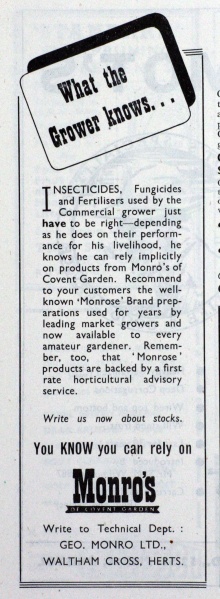 What the
Grower knows...
INSECTICIDES, Fungicides
and Fertilisers used by the
Commercial grower just
have to be right—depending
as he does on their perform-
ance for his livelihood, he
knows he can rely implicitly
on products from Monro's of
Covent Garden. Recommend
to your customers the well-
known 'Monrose' Brand prep-
arations used for years by
leading market growers and
now available to every
amateur gardener. Remem-
ber, too, that 'Monrose'
products are backed by a first
rate horticultural advisory
service.
Write us now about stocks.
You KNOW you can rely on
Monro's
OF COVENT GARDEN
Write to Technical Dept. :
GEO. MONRO LTD.,
WALTHAM CROSS, HERTS.